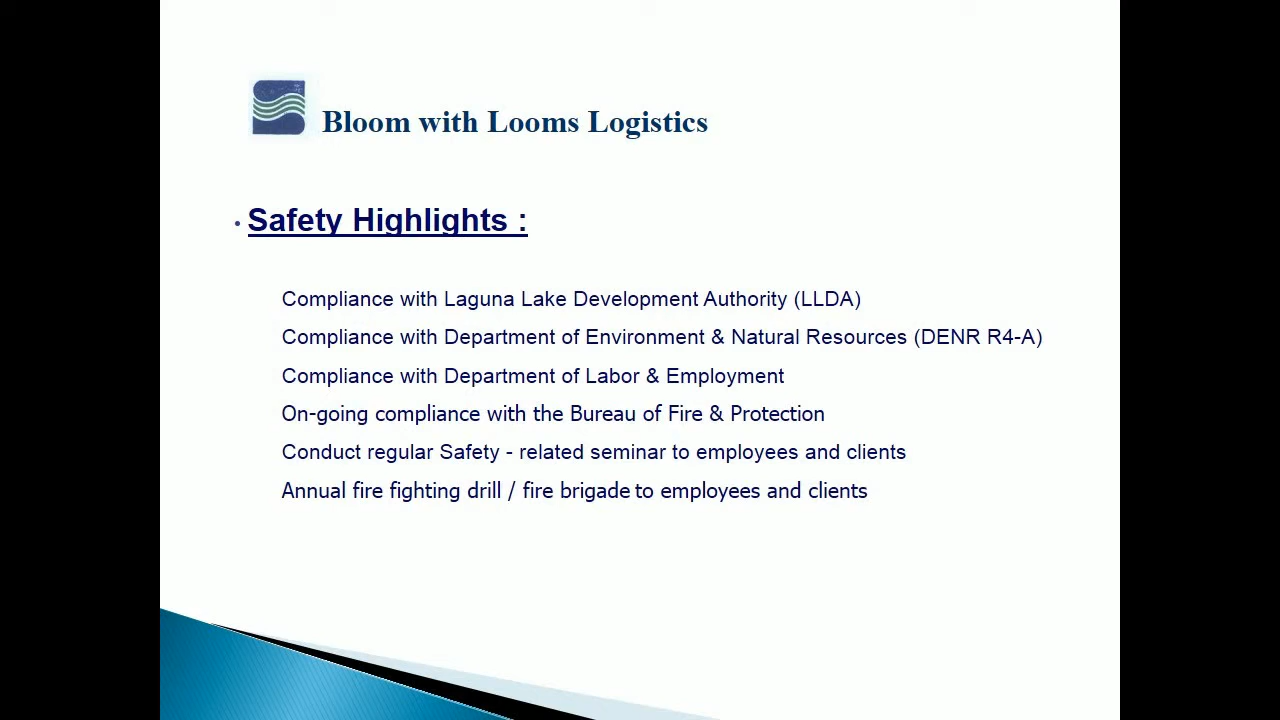 Bloom with Looms Logistics
• Safety Highlights :
Compliance with Laguna Lake Development Authority (LLDA)
Compliance with Department of Environment & Natural Resources (DENR R4-A)
Compliance with Department of Labor & Employment
On-going compliance with the Bureau of Fire & Protection
Conduct regular Safety - related seminar to employees and clients
Annual fire fighting drill / fire brigade to employees and clients